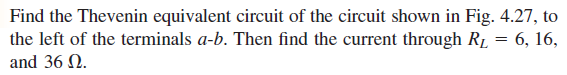 Find the Thevenin equivalent circuit of the circuit shown in Fig. 4.27, to
the left of the terminals a-b. Then find the current through R_L = 6, 16,
and 36 Ω.